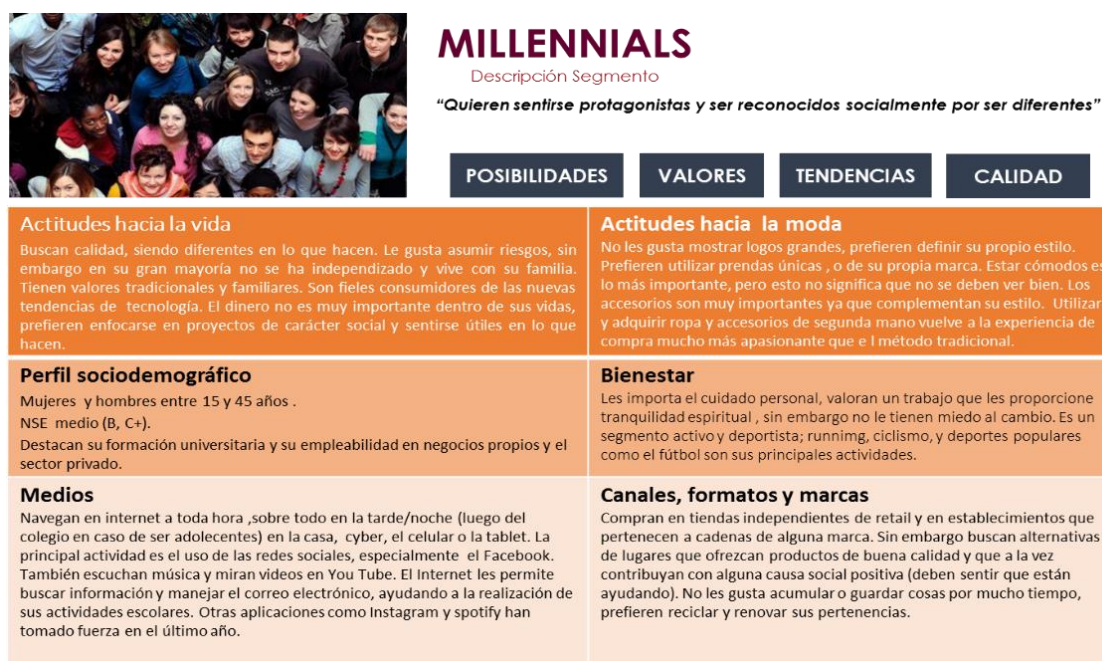 MILLENNIALS
Descripción Segmento
“Quieren sentirse protagonistas y ser reconocidos socialmente por ser diferentes”
POSIBILIDADES
VALORES
TENDENCIAS
CALIDAD
Actitudes hacia la vida
Buscan calidad, siendo diferentes en lo que hacen. Le gusta asumir riesgos, sin
embargo en su gran mayoría no se ha independizado y vive con su familia.
Tienen valores tradicionales y familiares. Son fieles consumidores de las nuevas
tendencias de tecnología. El dinero no es muy importante dentro de sus vidas,
prefieren enfocarse en proyectos de carácter social y sentirse útiles en lo que
hacen.
Actitudes hacia la moda
No les gusta mostrar logos grandes, prefieren definir su propio estilo.
Prefieren utilizar prendas únicas , o de su propia marca. Estar cómodos es
lo más importante, pero esto no significa que no se deben ver bien. Los
accesorios son muy importantes ya que complementan su estilo. Utilizar
y adquirir ropa y accesorios de segunda mano vuelve a la experiencia de
compra mucho más apasionante que e l método tradicional.
Perfil sociodemográfico
Mujeres y hombres entre 15 y 45 años .
NSE medio (B, C+).
Destacan su formación universitaria y su empleabilidad en negocios propios y el
sector privado.
Bienestar
Les importa el cuidado personal, valoran un trabajo que les proporcione
tranquilidad espiritual , sin embargo no le tienen miedo al cambio. Es un
segmento activo y deportista; runnimg, ciclismo, y deportes populares
como el fútbol son sus principales actividades.
Medios
Navegan en internet a toda hora ,sobre todo en la tarde/noche (luego del
colegio en caso de ser adolecentes) en la casa, cyber, el celular o la tablet. La
principal actividad es el uso de las redes sociales, especialmente el Facebook.
También escuchan música y miran videos en You Tube. El Internet les permite
buscar información y manejar el correo electrónico, ayudando a la realización de
sus actividades escolares. Otras aplicaciones como Instagram y spotify han
tomado fuerza en el último año.
Canales, formatos y marcas
Compran en tiendas independientes de retail y en establecimientos que
pertenecen a cadenas de alguna marca. Sin embargo buscan alternativas
de lugares que ofrezcan productos de buena calidad y que a la vez
contribuyan con alguna causa social positiva (deben sentir que están
ayudando). No les gusta acumular o guardar cosas por mucho tiempo,
prefieren reciclar y renovar sus pertenencias.